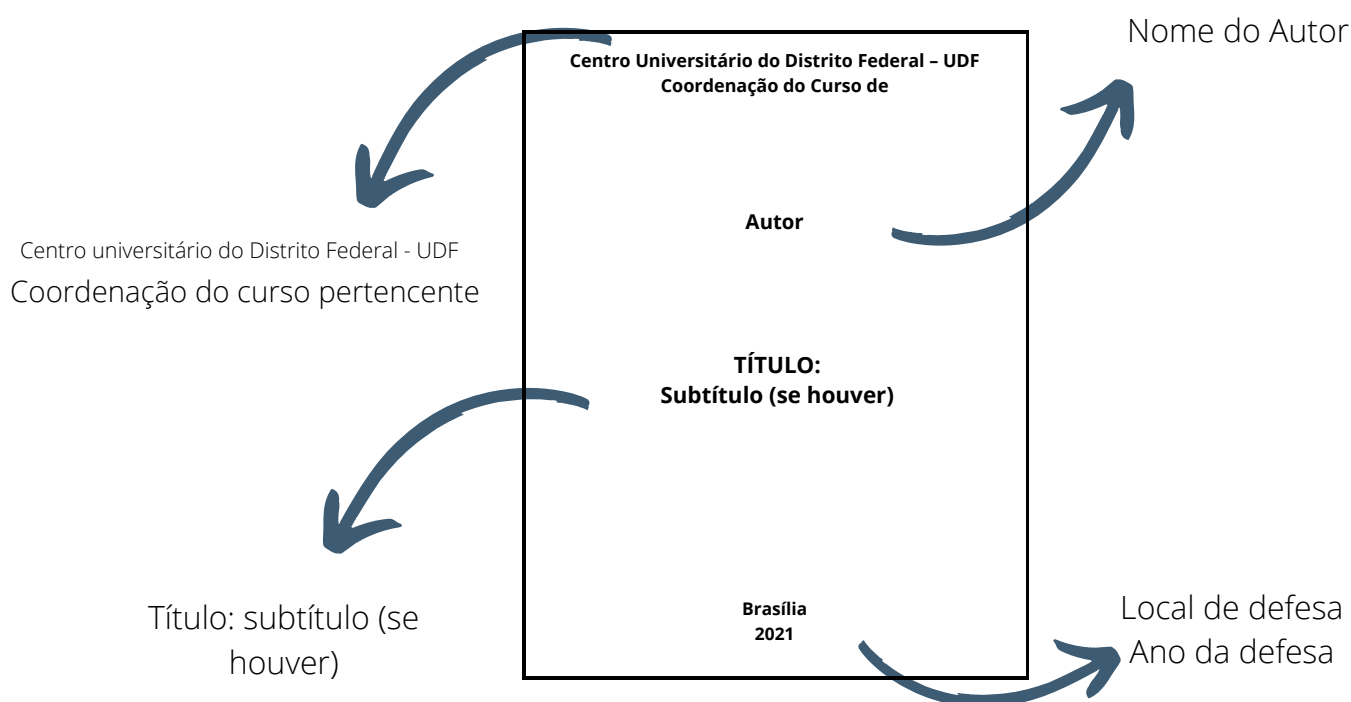 Nome do Autor
Centro Universitário do Distrito Federal – UDF
Coordenação do Curso de
Autor
Centro universitário do Distrito Federal - UDF
Coordenação do curso pertencente
TÍTULO:
Subtítulo (se houver)
Título: subtítulo (se
houver)
Brasília
2021
Local de defesa
Ano da defesa